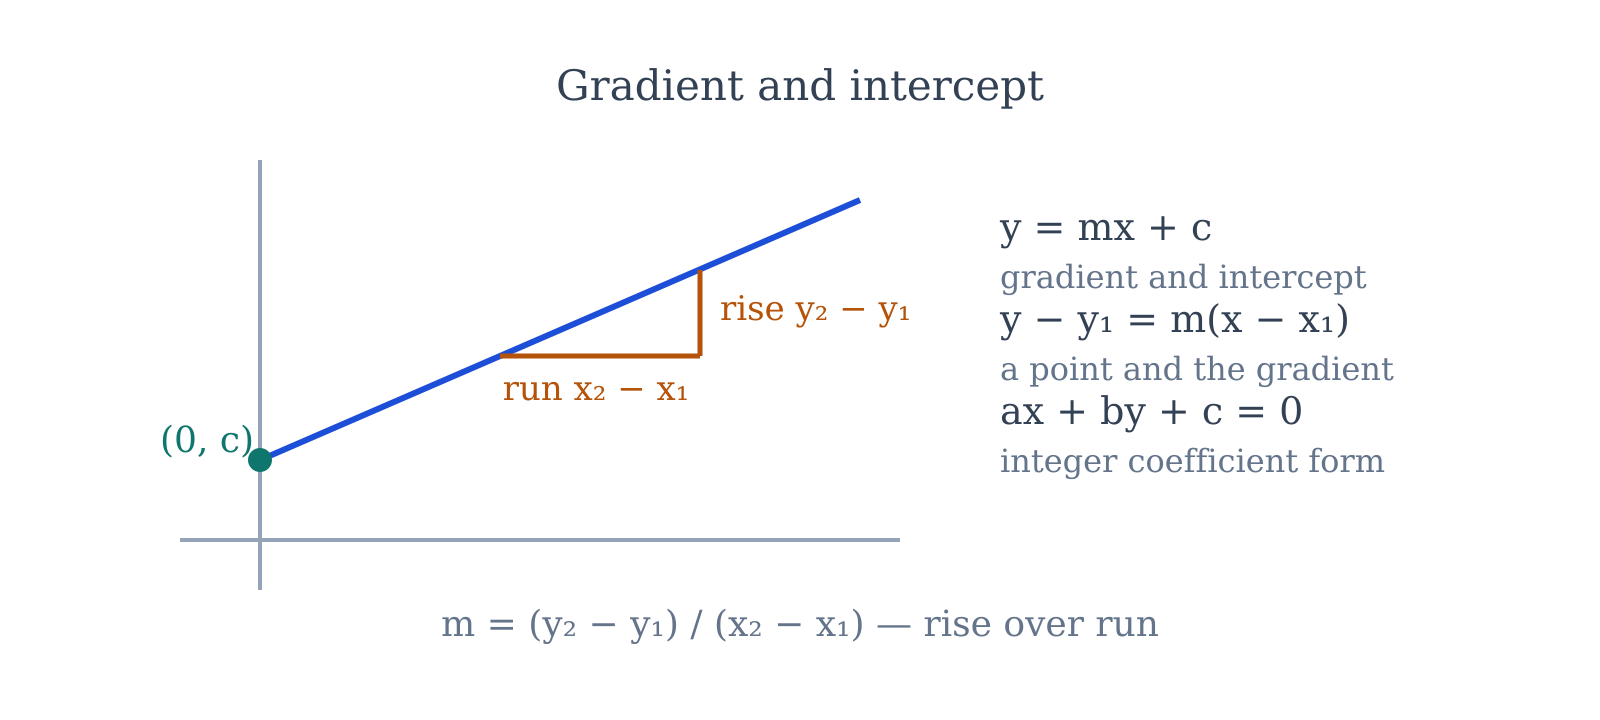 Gradient and intercept
y = mx + c
gradient and intercept
y − y₁ = m(x − x₁)
rise y₂ − y₁
a point and the gradient
run x₂ − x₁
ax + by + c = 0
(0, c)
integer coefficient form
m = (y₂ − y₁) / (x₂ − x₁) — rise over run